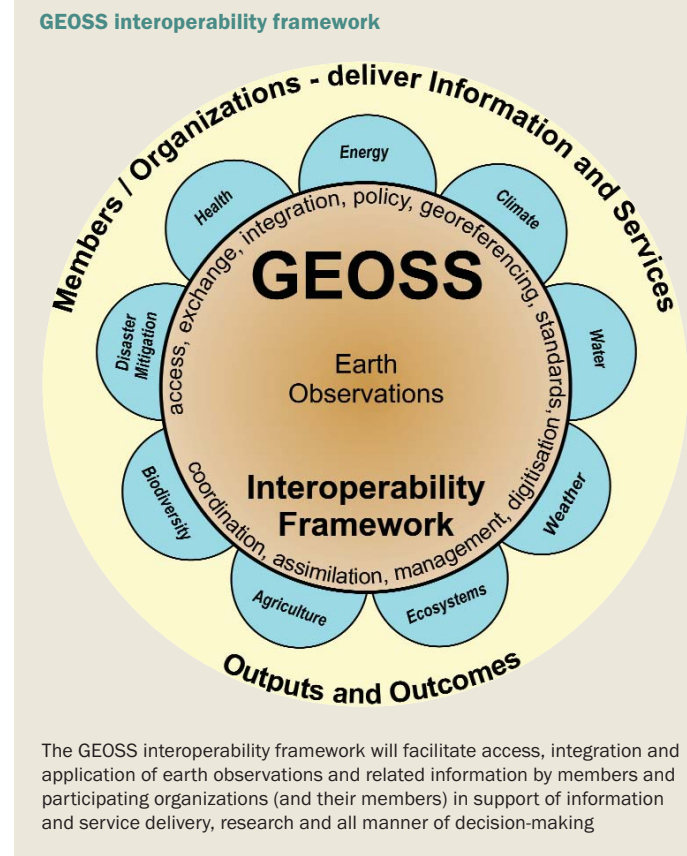 GEOSS interoperability framework
Members / Organizations - deliver Information and Services
Energy
Health
Climate
Disaster
Mitigation
Water
Biodiversity
Weather
Agriculture
Ecosystems
access, exchange, integration, policy, georeferencing, standards,
GEOSS
Earth
Observations
Interoperability
Framework
coordination, assimilation, management, digitisation
Outputs and Outcomes
The GEOSS interoperability framework will facilitate access, integration and
application of earth observations and related information by members and
participating organizations (and their members) in support of information
and service delivery, research and all manner of decision-making